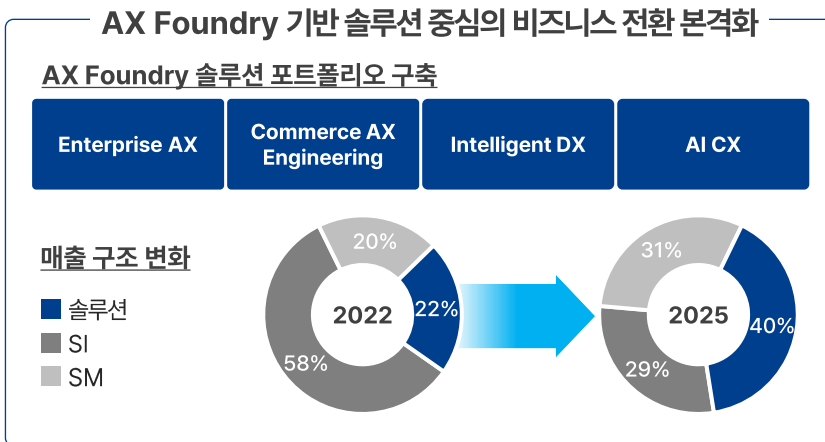 AX Foundry 기반 솔루션 중심의 비즈니스 전환 본격화
AX Foundry 솔루션 포트폴리오 구축
Enterprise AX
Commerce AX
Engineering
Intelligent DX
AI CX
매출 구조 변화
솔루션
SI
SM
20%
22%
58%
2022
31%
40%
29%
2025